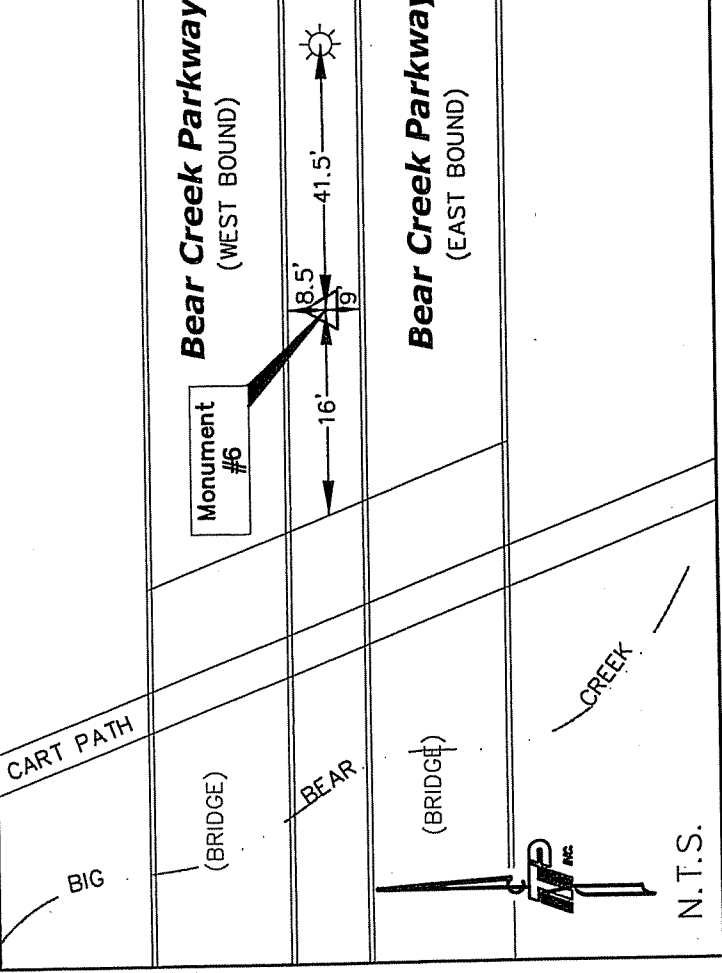 Bear Creek Parkway
(WEST BOUND)
Bear Creek Parkway
(EAST BOUND)
41.5'
8.5'
9'
16'
Monument
#6
CART PATH
(BRIDGE)
(BRIDGE)
BIG
BEAR
CREEK
INC.
N.T.S.